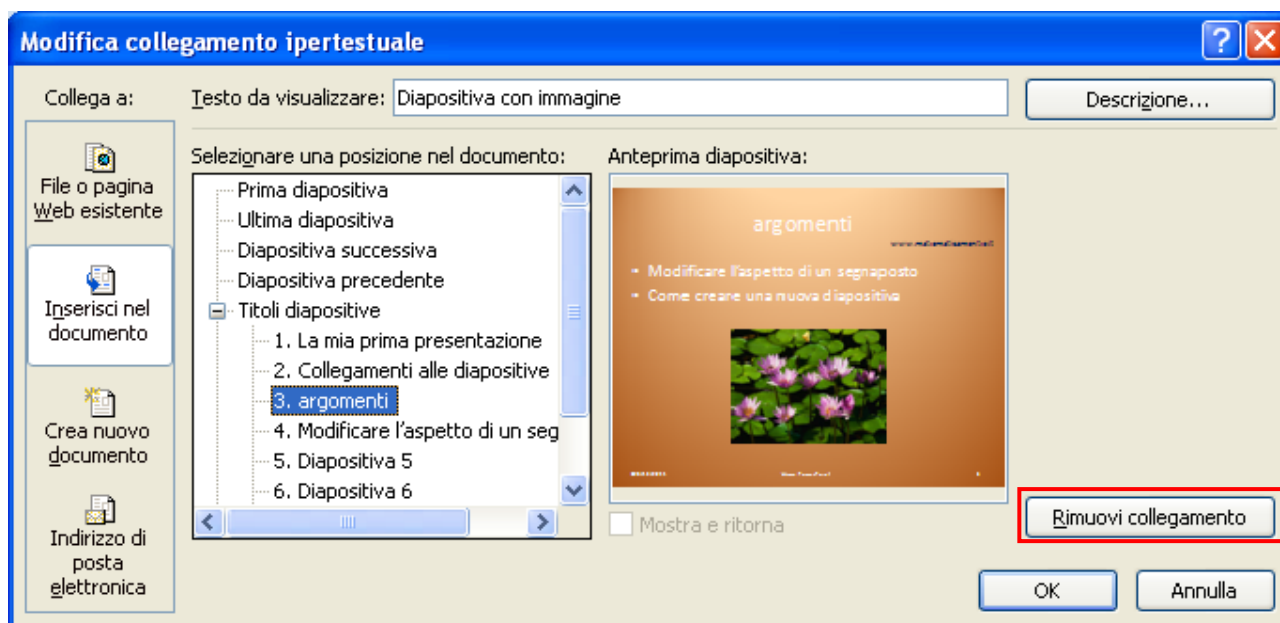 Modifica collegamento ipertestuale
Collega a:
Testo da visualizzare: Diapositiva con immagine
Descrizione...
File o pagina
Web esistente
Inserisci nel
documento
Crea nuovo
documento
Indirizzo di
posta
elettronica
Selezionare una posizione nel documento:
Prima diapositiva
Ultima diapositiva
Diapositiva successiva
Diapositiva precedente
Titoli diapositive
1. La mia prima presentazione
2. Collegamenti alle diapositive
3. argomenti
4. Modificare l'aspetto di un seg
5. Diapositiva 5
6. Diapositiva 6
Anteprima diapositiva:
argomenti
Modificare l'aspetto di un segnaposto
Come creare una nuova diapositiva
Mostra e ritorna
Rimuovi collegamento
OK
Annulla